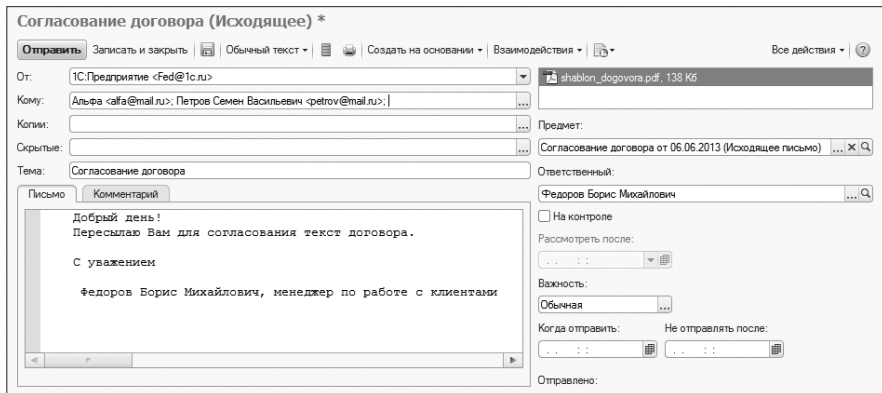 Согласование договора (Исходящее) *
Отправить Записать и закрыть Обычный текст Создать на основании Взаимодействия Все действия ?
От: 1С:Предприятие <Fed@1c.ru>
shablon_dogovora.pdf, 138 Кб
Кому: Альфа <alfa@mail.ru>; Петров Семен Васильевич <petrov@mail.ru>;
Копии:
Предмет:
Скрытые:
Согласование договора от 06.06.2013 (Исходящее письмо)
Тема: Согласование договора
Ответственный:
Письмо Комментарий
Федоров Борис Михайлович
Добрый день!
На контроле
Пересылаю Вам для согласования текст договора.
Рассмотреть после:
С уважением
Важность:
Федоров Борис Михайлович, менеджер по работе с клиентами
Обычная
Когда отправить: Не отправлять после:
Отправлено: